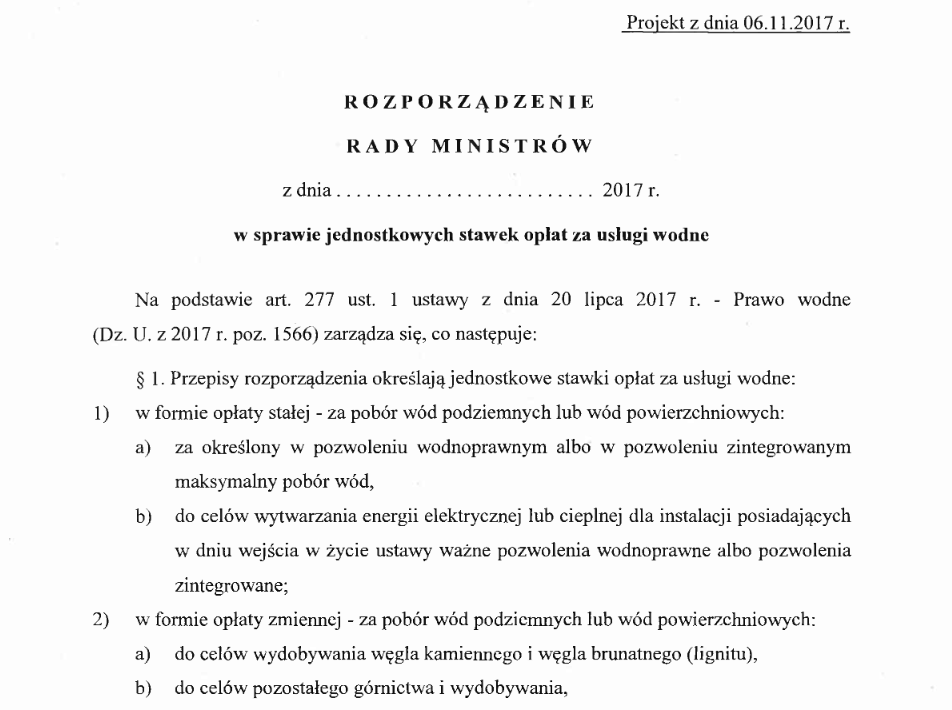 Projekt z dnia 06.11.2017 r.
ROZPORZĄDZENIE
RADY MINISTRÓW
z dnia . . . . . . . . . . . . . . . . . . . . . . . . . . 2017 r.
w sprawie jednostkowych stawek opłat za usługi wodne
Na podstawie art. 277 ust. 1 ustawy z dnia 20 lipca 2017 r. - Prawo wodne
(Dz. U. z 2017 r. poz. 1566) zarządza się, co następuje:
§ 1. Przepisy rozporządzenia określają jednostkowe stawki opłat za usługi wodne:
1) w formie opłaty stałej - za pobór wód podziemnych lub wód powierzchniowych:
a) za określony w pozwoleniu wodnoprawnym albo w pozwoleniu zintegrowanym
maksymalny pobór wód,
b) do celów wytwarzania energii elektrycznej lub cieplnej dla instalacji posiadających
w dniu wejścia w życie ustawy ważne pozwolenia wodnoprawne albo pozwolenia
zintegrowane;
2) w formie opłaty zmiennej - za pobór wód podziemnych lub wód powierzchniowych:
a) do celów wydobywania węgla kamiennego i węgla brunatnego (lignitu),
b) do celów pozostałego górnictwa i wydobywania,